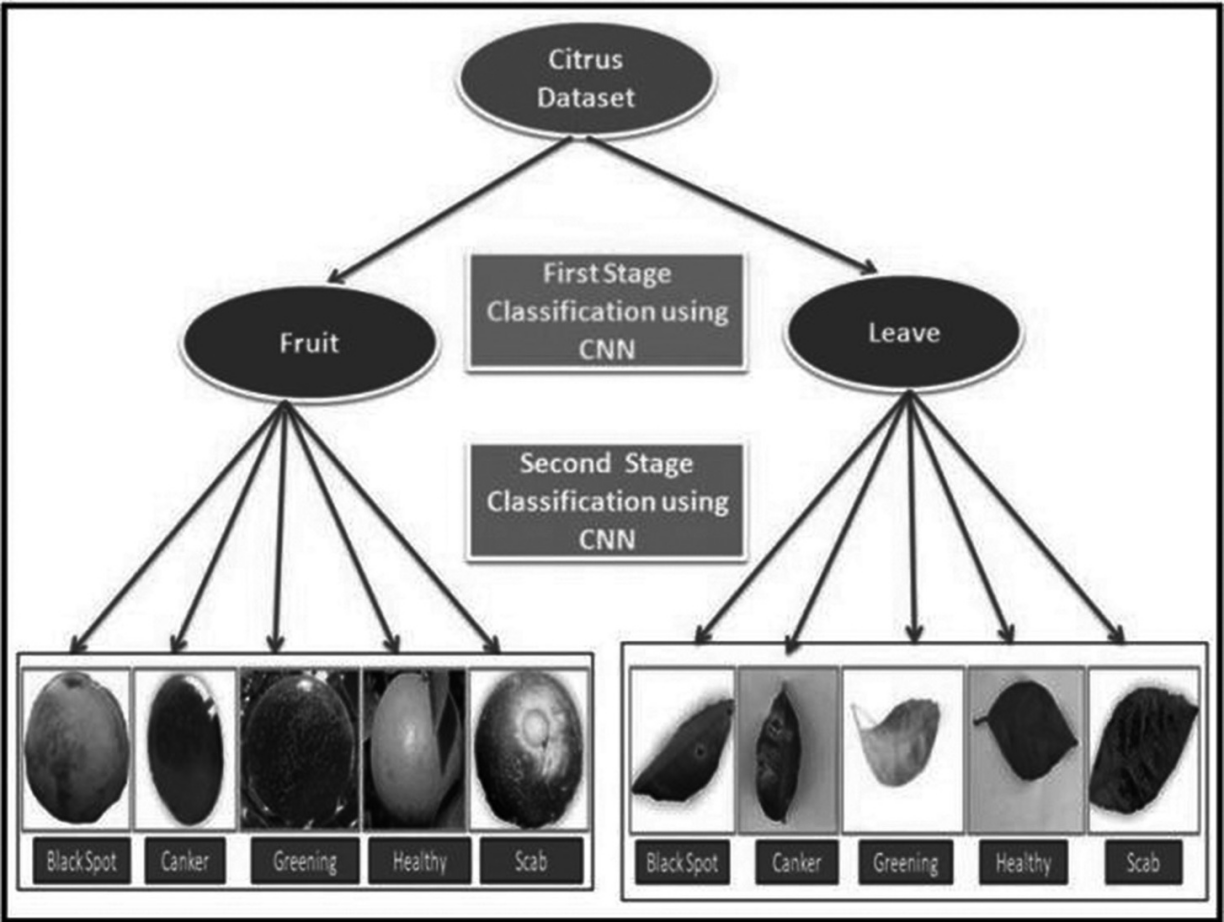 Citrus
Dataset
First Stage
Classification using
CNN
Fruit
Leave
Second Stage
Classification using
CNN
Black Spot
Canker
Greening
Healthy
Scab
Black Spot
Canker
Greening
Healthy
Scab